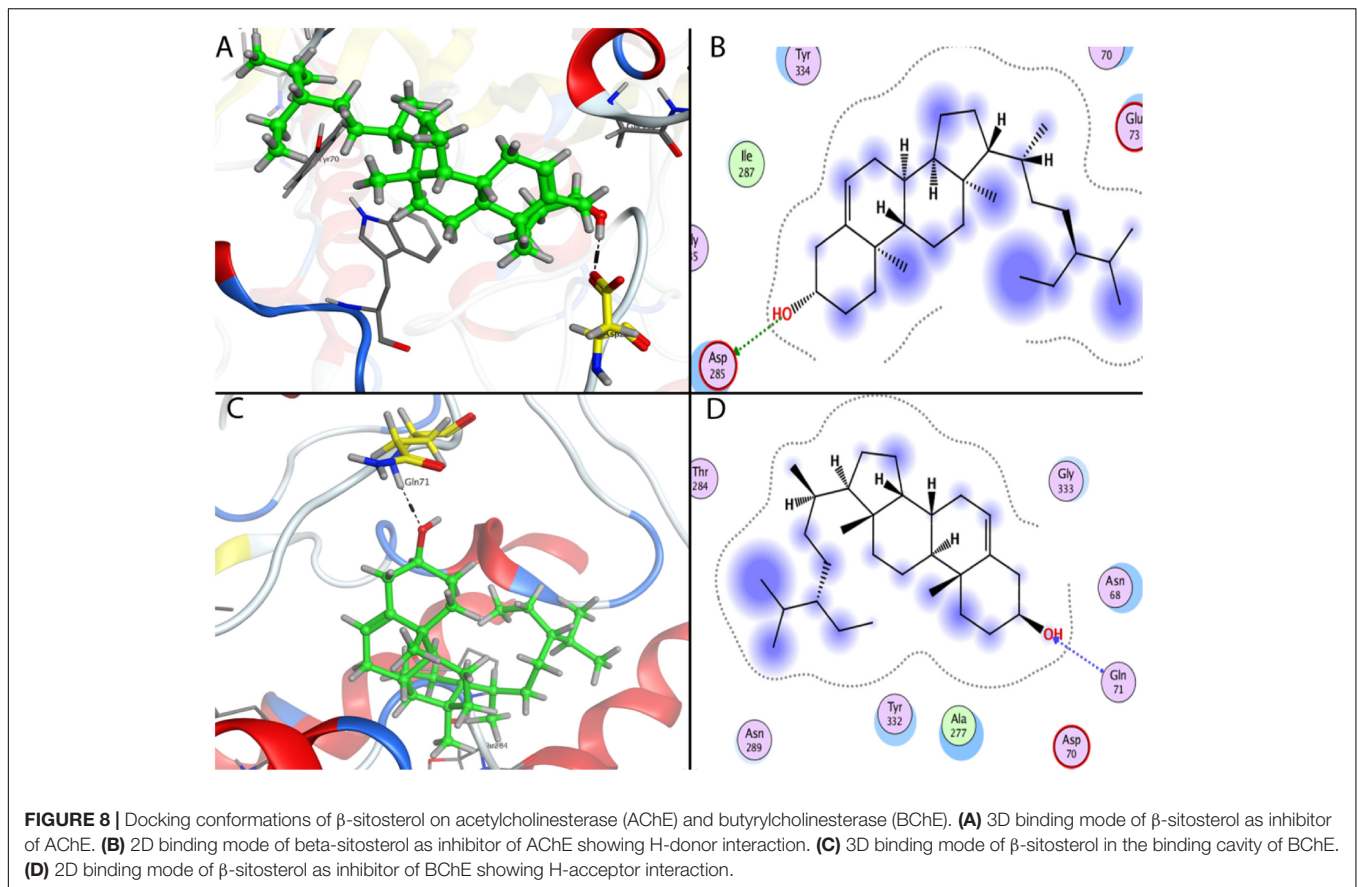 A
Tyr70
B
Tyr
334
70
Glu
73
Ile
287
H
H
H
H
H
HO
Asp
285
C
Gln71
D
Thr
284
H
H
H
H
H
Gly
333
Asn
68
OH
Gln
71
Tyr
332
Ala
277
Asn
289
Asp
70
FIGURE 8 | Docking conformations of β-sitosterol on acetylcholinesterase (AChE) and butyrylcholinesterase (BChE). (A) 3D binding mode of β-sitosterol as inhibitor
of AChE. (B) 2D binding mode of beta-sitosterol as inhibitor of AChE showing H-donor interaction. (C) 3D binding mode of β-sitosterol in the binding cavity of BChE.
(D) 2D binding mode of β-sitosterol as inhibitor of BChE showing H-acceptor interaction.